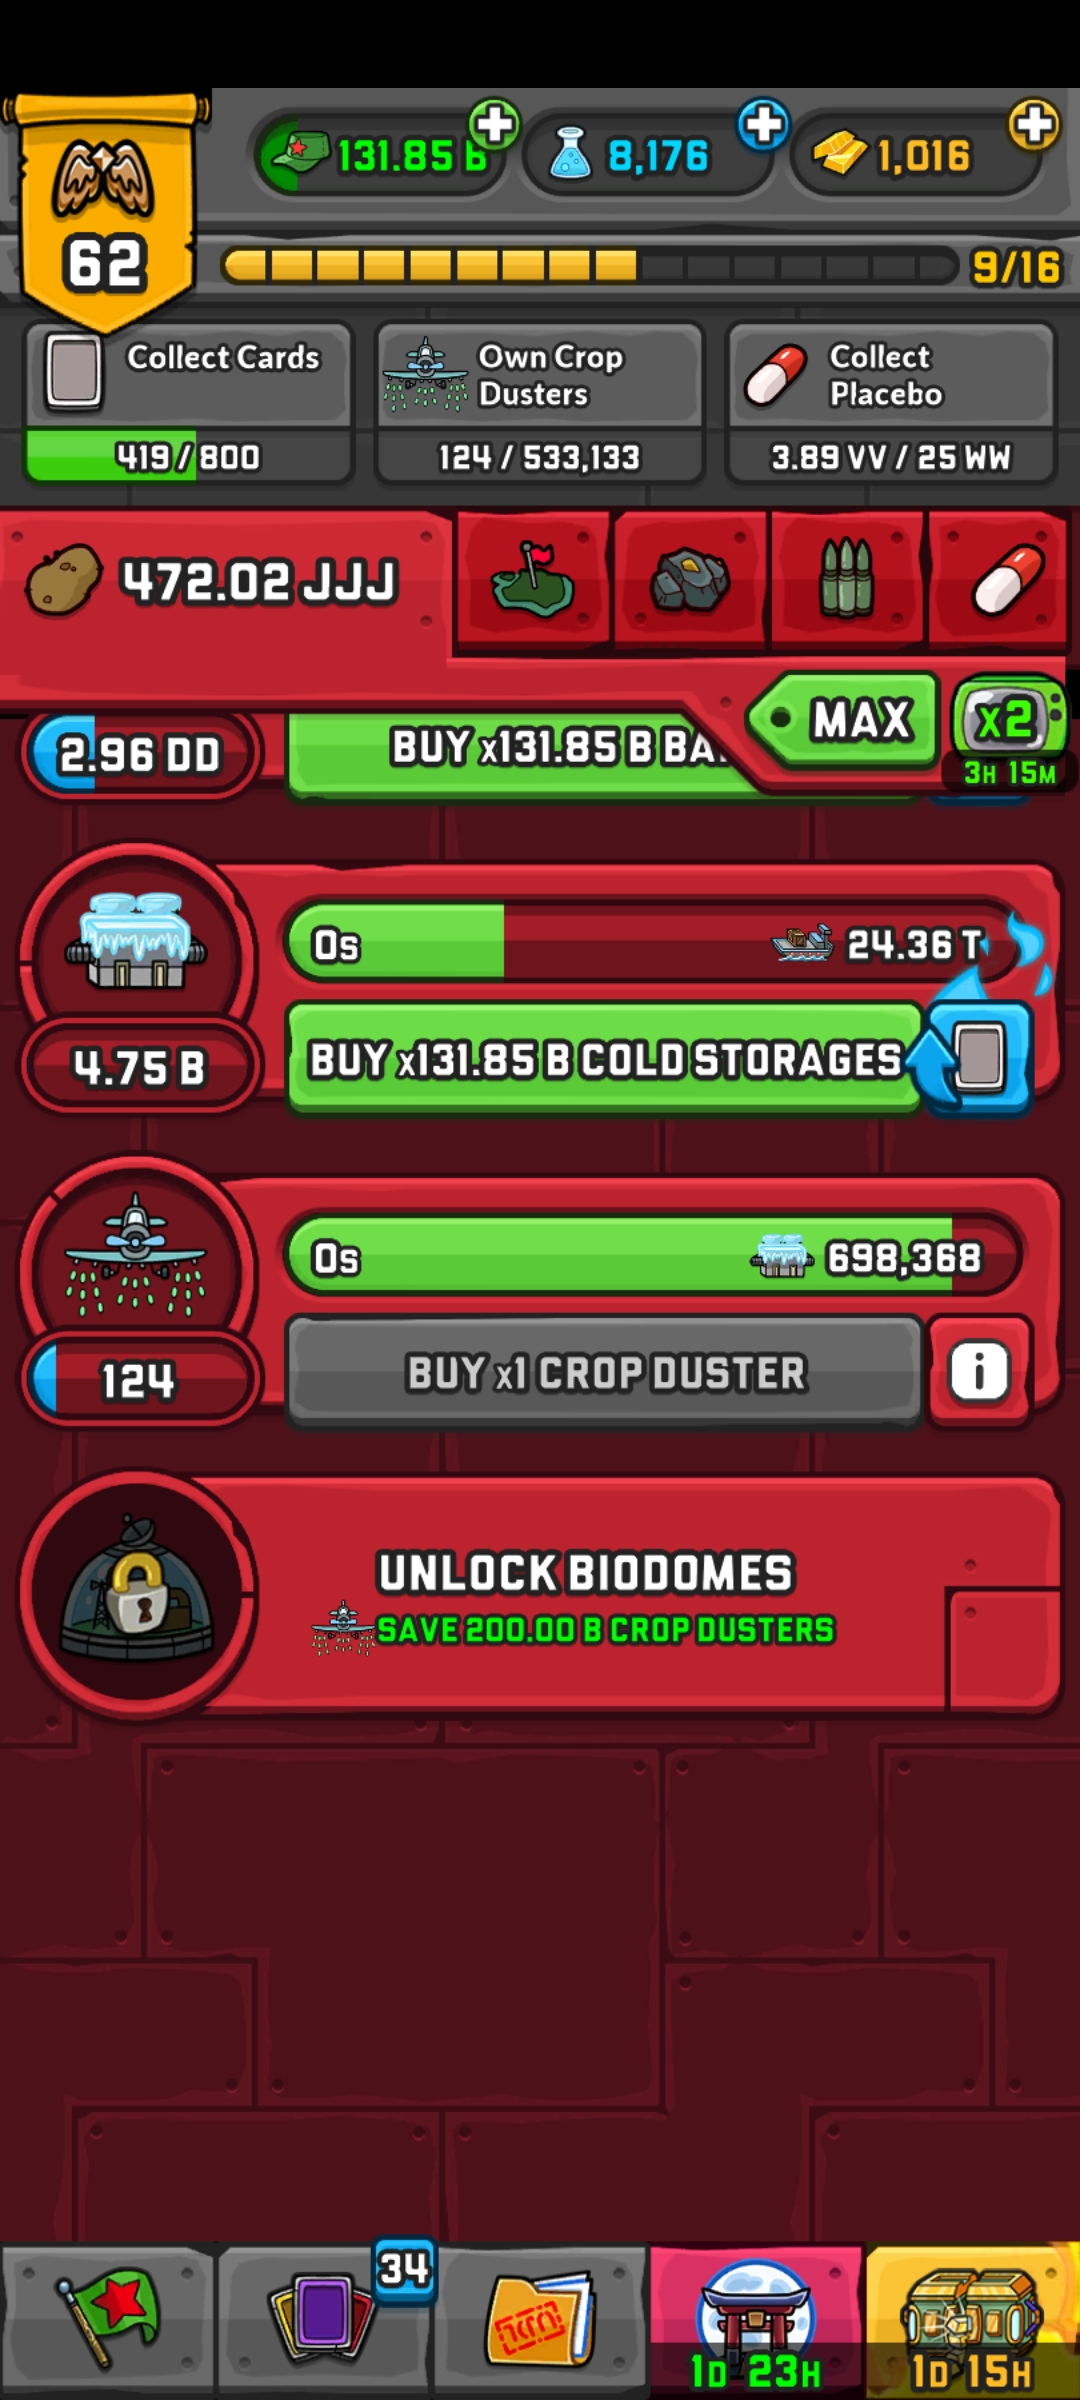 131.85 B
8,176
1,016
62
9/16
Collect Cards
419 / 800
Own Crop
Dusters
124 / 533,133
Collect
Placebo
3.89 VV / 25 WW
472.02 JJJ
MAX
x2
3H 15M
2.96 DD
BUY x131.85 B BA
0s
24.36 T
4.75 B
BUY x131.85 B COLD STORAGES
0s
698,368
124
BUY x1 CROP DUSTER
i
UNLOCK BIODOMES
SAVE 200.00 B CROP DUSTERS
34
1D 23H
1D 15H